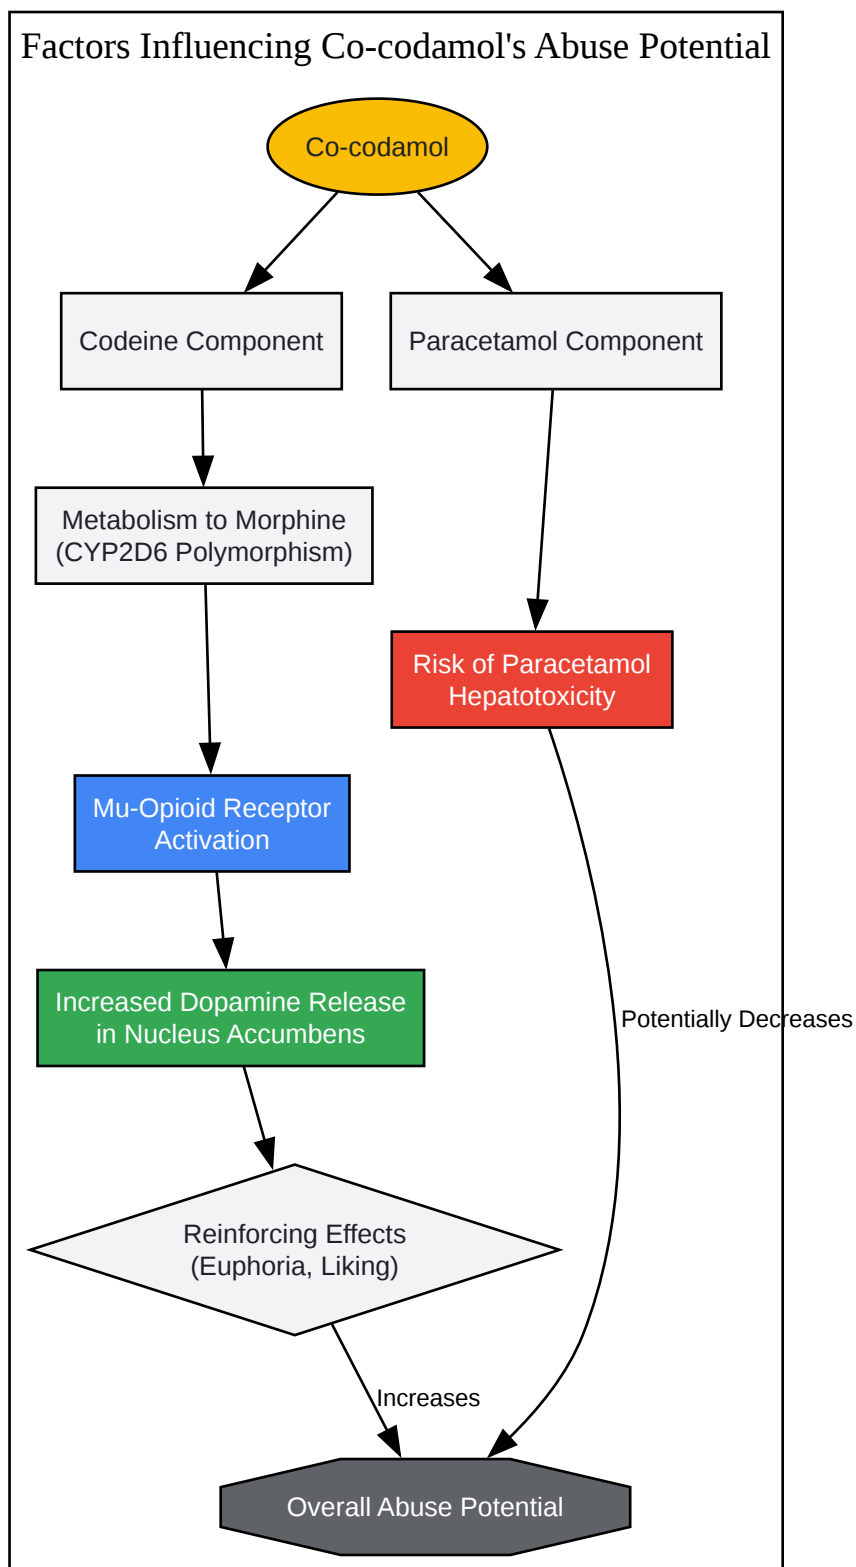 Factors Influencing Co-codamol's Abuse Potential
Co-codamol
Codeine Component
Paracetamol Component
Metabolism to Morphine
(CYP2D6 Polymorphism)
Risk of Paracetamol
Hepatotoxicity
Mu-Opioid Receptor
Activation
Increased Dopamine Release
in Nucleus Accumbens
Potentially Decreases
Reinforcing Effects
(Euphoria, Liking)
Increases
Overall Abuse Potential